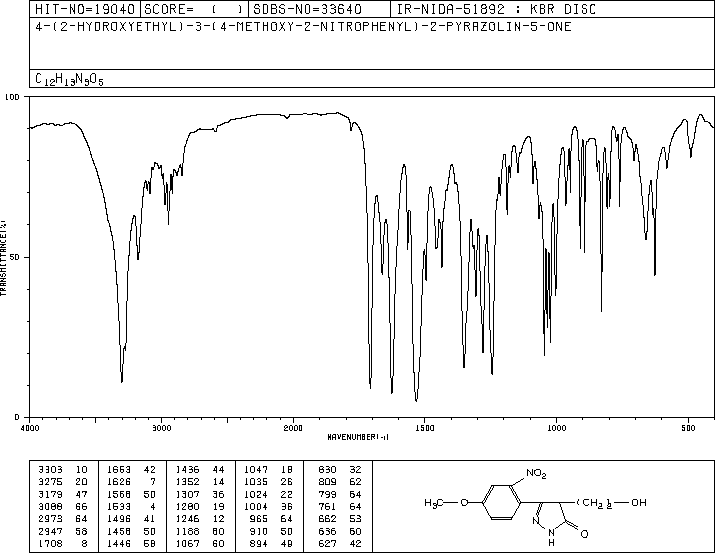 HIT-NO=19040 SCORE= ( ) SDBS-NO=33640 IR-NIDA-51892 : KBR DISC
4-(2-HYDROXYETHYL)-3-(4-METHOXY-2-NITROPHENYL)-2-PYRAZOLIN-5-ONE
C12H13N3O5
100
50
0
TRANSMITTANCE(%)
4000 3000 2000 1500 1000 500
WAVENUMBER(-1)
3303 10 1663 42 1436 44 1047 18 830 32
3275 20 1626 7 1352 14 1035 26 809 62
3179 47 1568 50 1307 36 1024 22 799 64
3088 66 1533 4 1280 19 1004 36 761 64
2973 64 1496 41 1246 12 965 64 662 53
2947 58 1458 50 1188 60 910 50 636 60
1708 8 1446 58 1067 60 894 49 627 42
NO2
H3C O (CH2)2 OH
N
N O
H